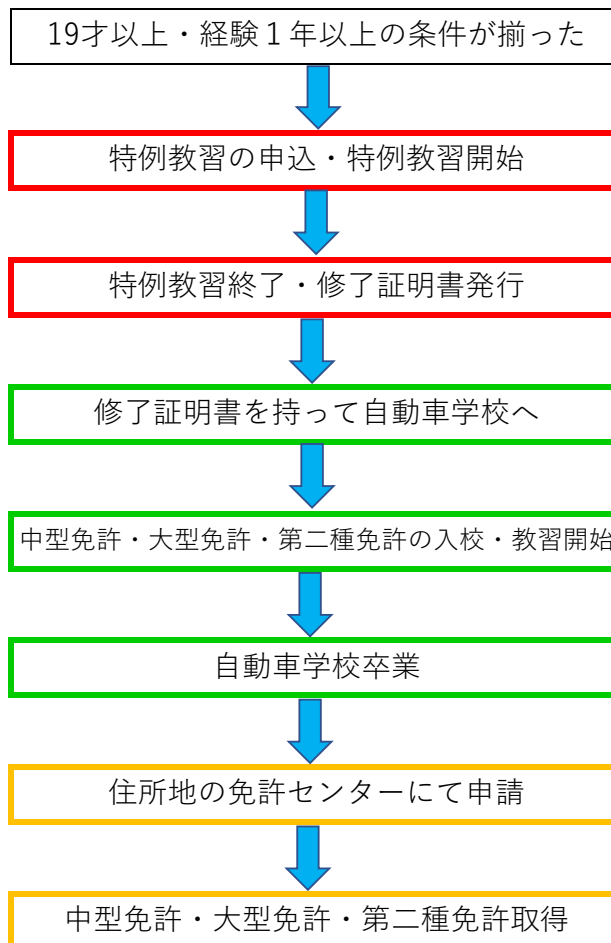 19才以上・経験１年以上の条件が揃った
特例教習の申込・特例教習開始
特例教習終了・修了証明書発行
修了証明書を持って自動車学校へ
中型免許・大型免許・第二種免許の入校・教習開始
自動車学校卒業
住所地の免許センターにて申請
中型免許・大型免許・第二種免許取得